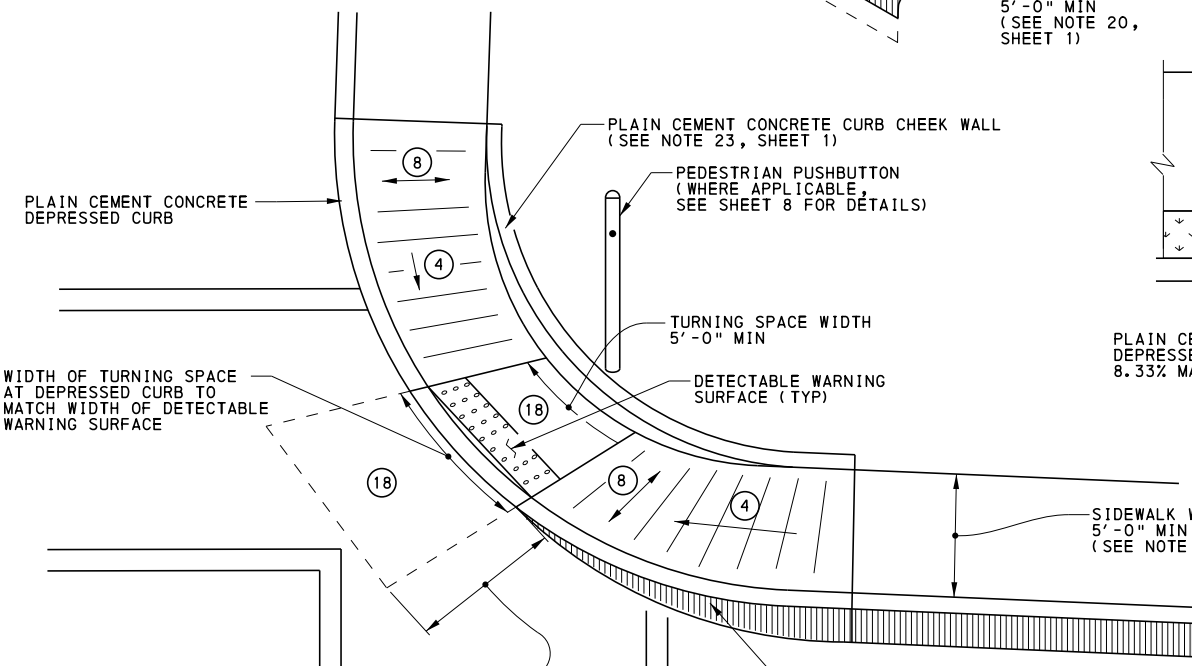 5'-0" MIN
(SEE NOTE 20,
SHEET 1)
PLAIN CEMENT CONCRETE CURB CHEEK WALL
(SEE NOTE 23, SHEET 1)
PEDESTRIAN PUSHBUTTON
(WHERE APPLICABLE,
SEE SHEET 8 FOR DETAILS)
8
PLAIN CEMENT CONCRETE
DEPRESSED CURB
4
TURNING SPACE WIDTH
5'-0" MIN
PLAIN CE
DEPRESSE
8.33% MA
WIDTH OF TURNING SPACE
AT DEPRESSED CURB TO
MATCH WIDTH OF DETECTABLE
WARNING SURFACE
DETECTABLE WARNING
SURFACE (TYP)
18
18
8
4
SIDEWALK W
5'-0" MIN
(SEE NOTE